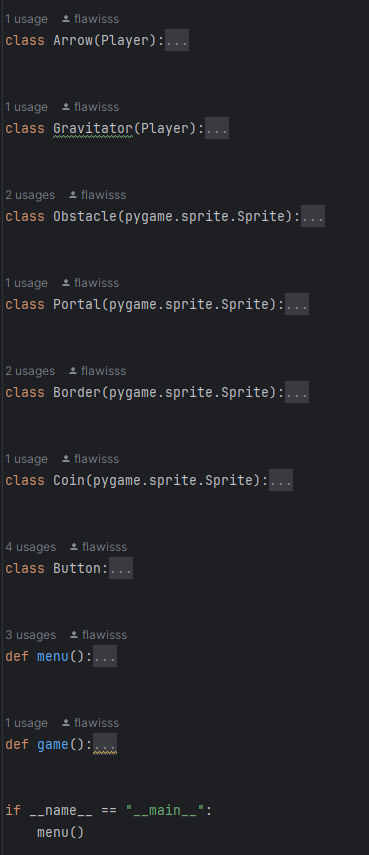 1 usage flawisss
class Arrow(Player):...
1 usage flawisss
class Gravitator(Player):...
2 usages flawisss
class Obstacle(pygame.sprite.Sprite):...
1 usage flawisss
class Portal(pygame.sprite.Sprite):...
2 usages flawisss
class Border(pygame.sprite.Sprite):...
1 usage flawisss
class Coin(pygame.sprite.Sprite):...
4 usages flawisss
class Button:...
3 usages flawisss
def menu():...
1 usage flawisss
def game():...
if __name__ == "__main__":
    menu()